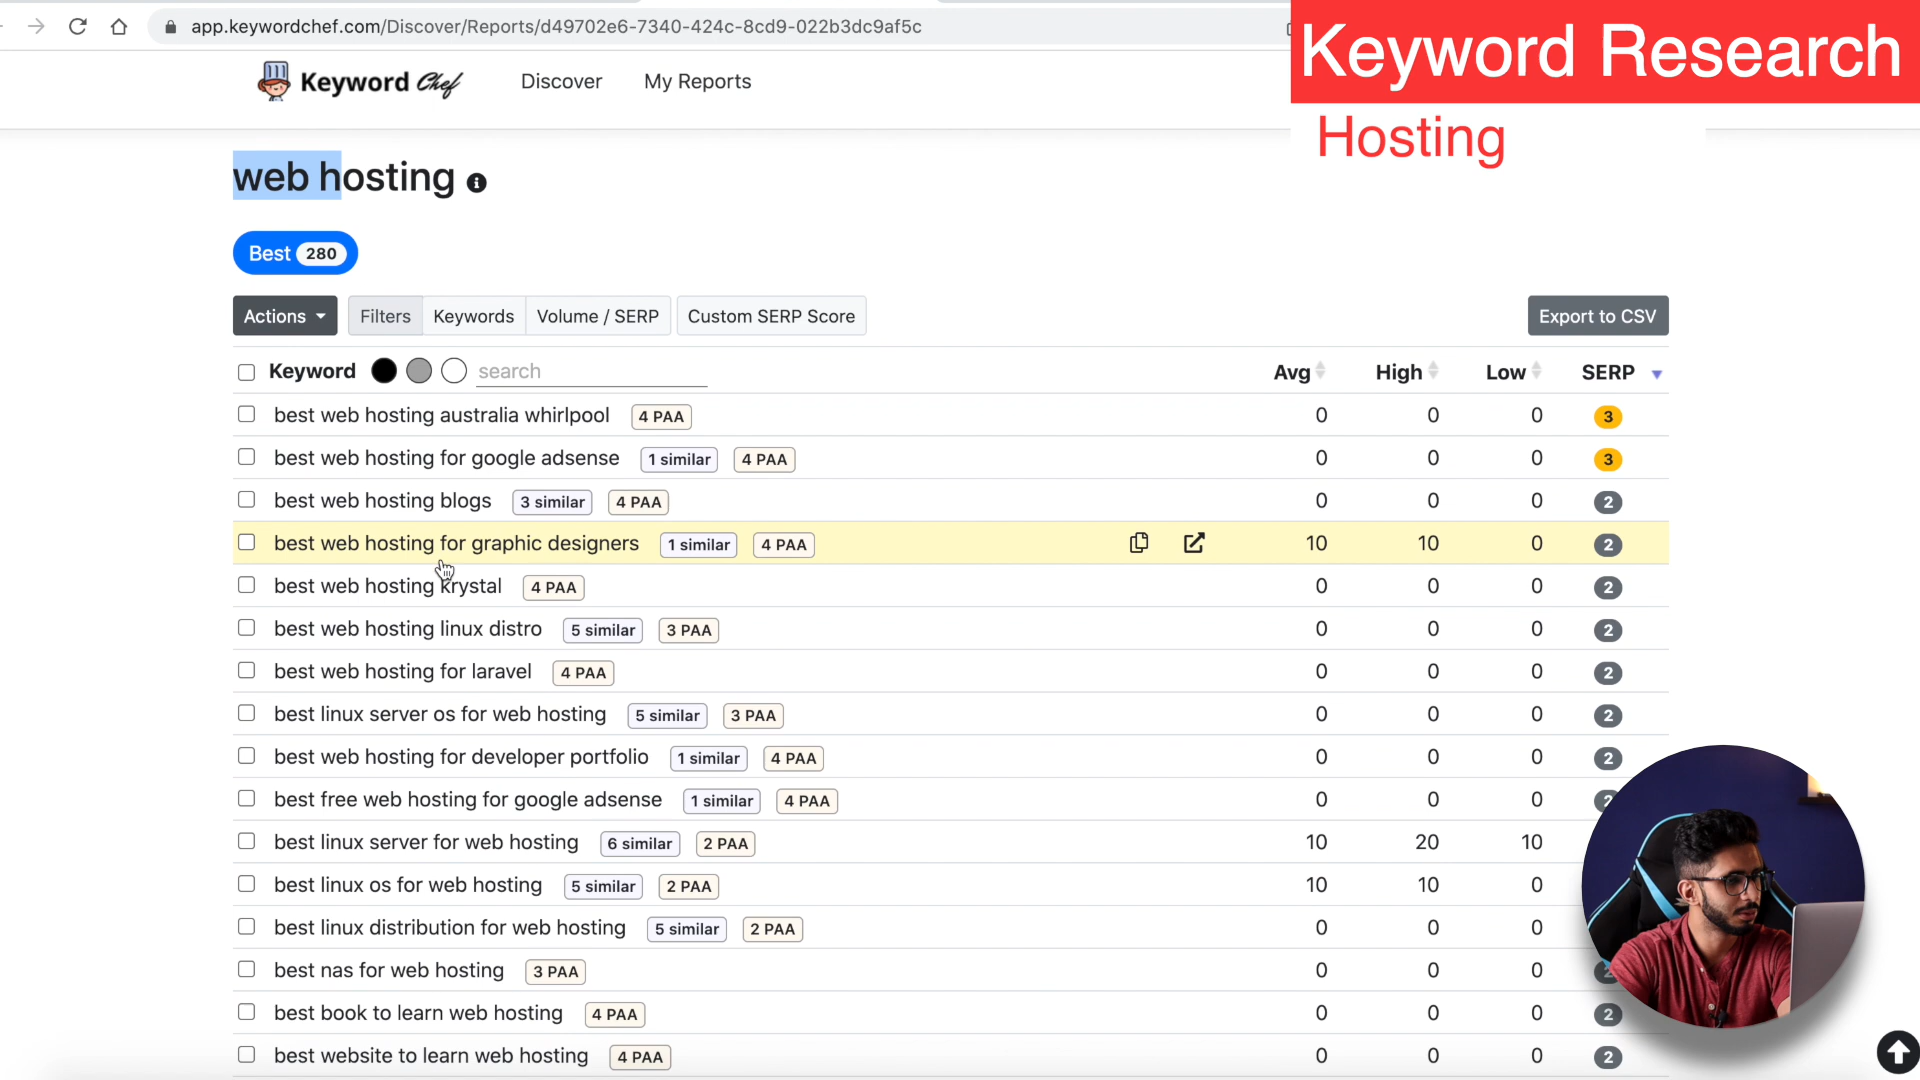 app.keywordchef.com/Discover/Reports/d49702e6-7340-424c-8cd9-022b3dc9af5c
Keyword Research
Hosting
Keyword Chef Discover My Reports
web hosting
Best 280
Actions Filters Keywords Volume / SERP Custom SERP Score Export to CSV
Keyword search Avg High Low SERP
best web hosting australia whirlpool 4 PAA 0 0 0 3
best web hosting for google adsense 1 similar 4 PAA 0 0 0 3
best web hosting blogs 3 similar 4 PAA 0 0 0 2
best web hosting for graphic designers 1 similar 4 PAA 10 10 0 2
best web hosting krystal 4 PAA 0 0 0 2
best web hosting linux distro 5 similar 3 PAA 0 0 0 2
best web hosting for laravel 4 PAA 0 0 0 2
best linux server os for web hosting 5 similar 3 PAA 0 0 0 2
best web hosting for developer portfolio 1 similar 4 PAA 0 0 0 2
best free web hosting for google adsense 1 similar 4 PAA 0 0 0 2
best linux server for web hosting 6 similar 2 PAA 10 20 10
best linux os for web hosting 5 similar 2 PAA 10 10 0
best linux distribution for web hosting 5 similar 2 PAA 0 0 0
best nas for web hosting 3 PAA 0 0 0 2
best book to learn web hosting 4 PAA 0 0 0 2
best website to learn web hosting 4 PAA 0 0 0 2